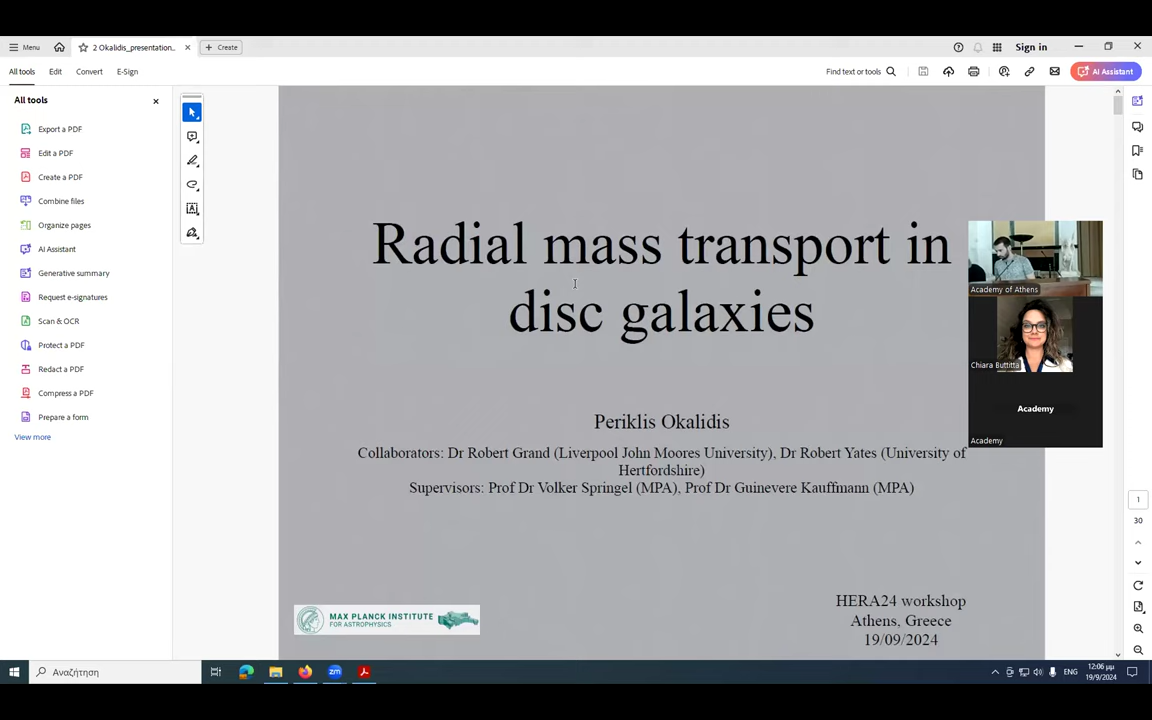 Menu
2 Okalidis_presentation...
Create
Sign in
All tools
Edit
Convert
E-Sign
Find text or tools
AI Assistant
All tools
Export a PDF
Edit a PDF
Create a PDF
Combine files
Organize pages
AI Assistant
Generative summary
Request e-signatures
Scan & OCR
Protect a PDF
Redact a PDF
Compress a PDF
Prepare a form
View more
Radial mass transport in
disc galaxies
Periklis Okalidis
Collaborators: Dr Robert Grand (Liverpool John Moores University), Dr Robert Yates (University of
Hertfordshire)
Supervisors: Prof Dr Volker Springel (MPA), Prof Dr Guinevere Kauffmann (MPA)
MAX PLANCK INSTITUTE
FOR ASTROPHYSICS
HERA24 workshop
Athens, Greece
19/09/2024
Academy of Athens
Chiara Buttitta
Academy
Academy
1
30
Αναζήτηση
zm
ENG
12:06 μμ
19/9/2024